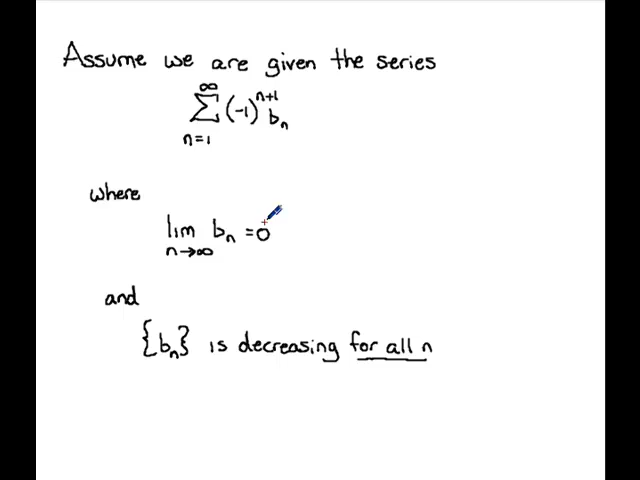 Assume we are given the series
∞
∑ (-1)^{n+1} b_n
n=1
where
lim b_n = 0
n→∞
and
{b_n} is decreasing for all n